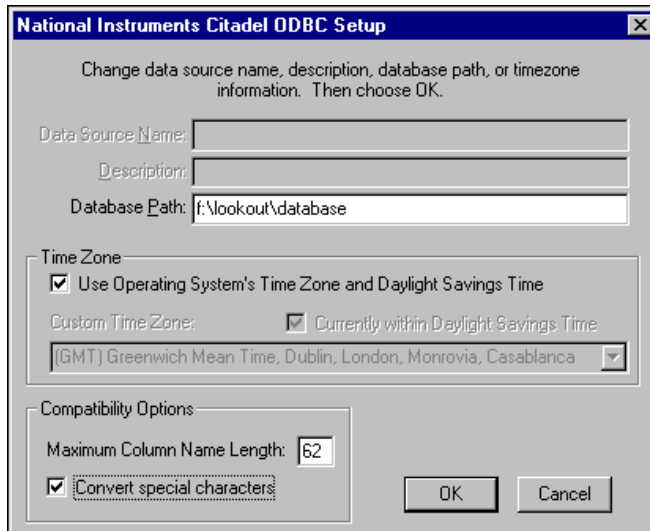 National Instruments Citadel ODBC Setup
Change data source name, description, database path, or timezone
information. Then choose OK.
Data Source Name:
Description:
Database Path: f:\lookout\database
Time Zone
Use Operating System's Time Zone and Daylight Savings Time
Custom Time Zone: Currently within Daylight Savings Time
(GMT) Greenwich Mean Time, Dublin, London, Monrovia, Casablanca
Compatibility Options
Maximum Column Name Length: 62
Convert special characters
OK Cancel